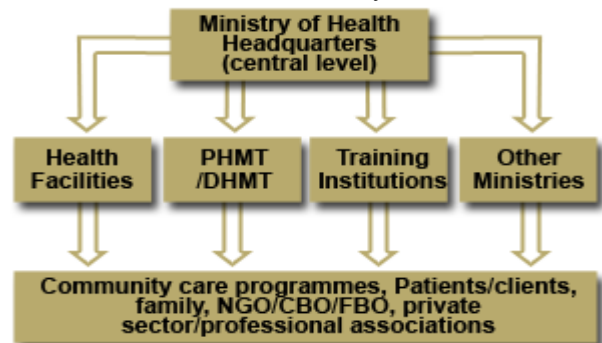 Ministry of Health
Headquarters
(central level)
Health
Facilities
PHMT
/DHMT
Training
Institutions
Other
Ministries
Community care programmes, Patients/clients,
family, NGO/CBO/FBO, private
sector/professional associations